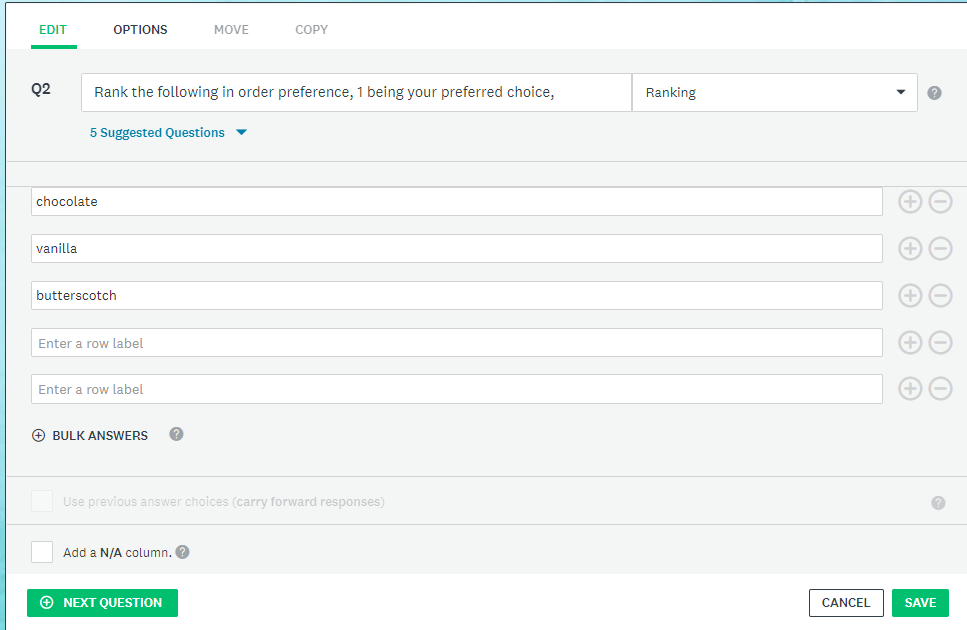 EDIT OPTIONS MOVE COPY
Q2 Rank the following in order preference, 1 being your preferred choice, Ranking ?
5 Suggested Questions
chocolate
vanilla
butterscotch
Enter a row label
Enter a row label
BULK ANSWERS ?
Use previous answer choices (carry forward responses) ?
Add a N/A column. ?
NEXT QUESTION CANCEL SAVE